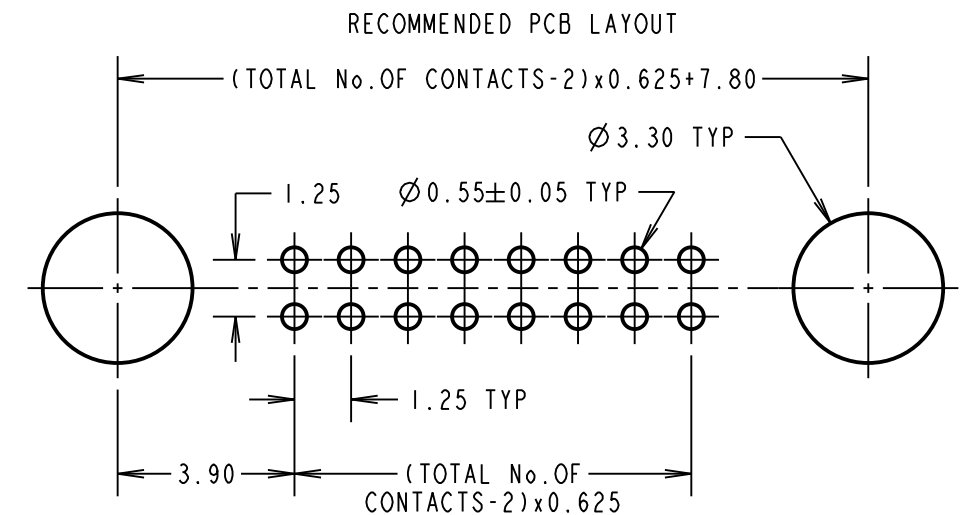 RECOMMENDED PCB LAYOUT
(TOTAL No.OF CONTACTS-2)x0.625+7.80
Ø3.30 TYP
1.25
Ø0.55±0.05 TYP
1.25 TYP
3.90
(TOTAL No.OF
CONTACTS-2)x0.625